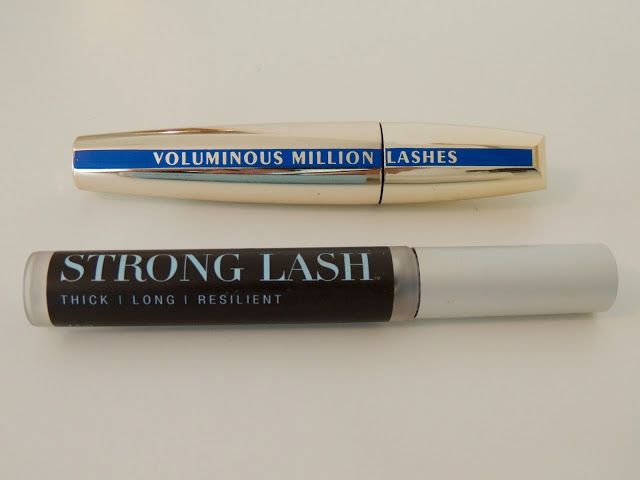 VOLUMINOUS MILLION LASHES
STRONG LASH
THICK | LONG | RESILIENT